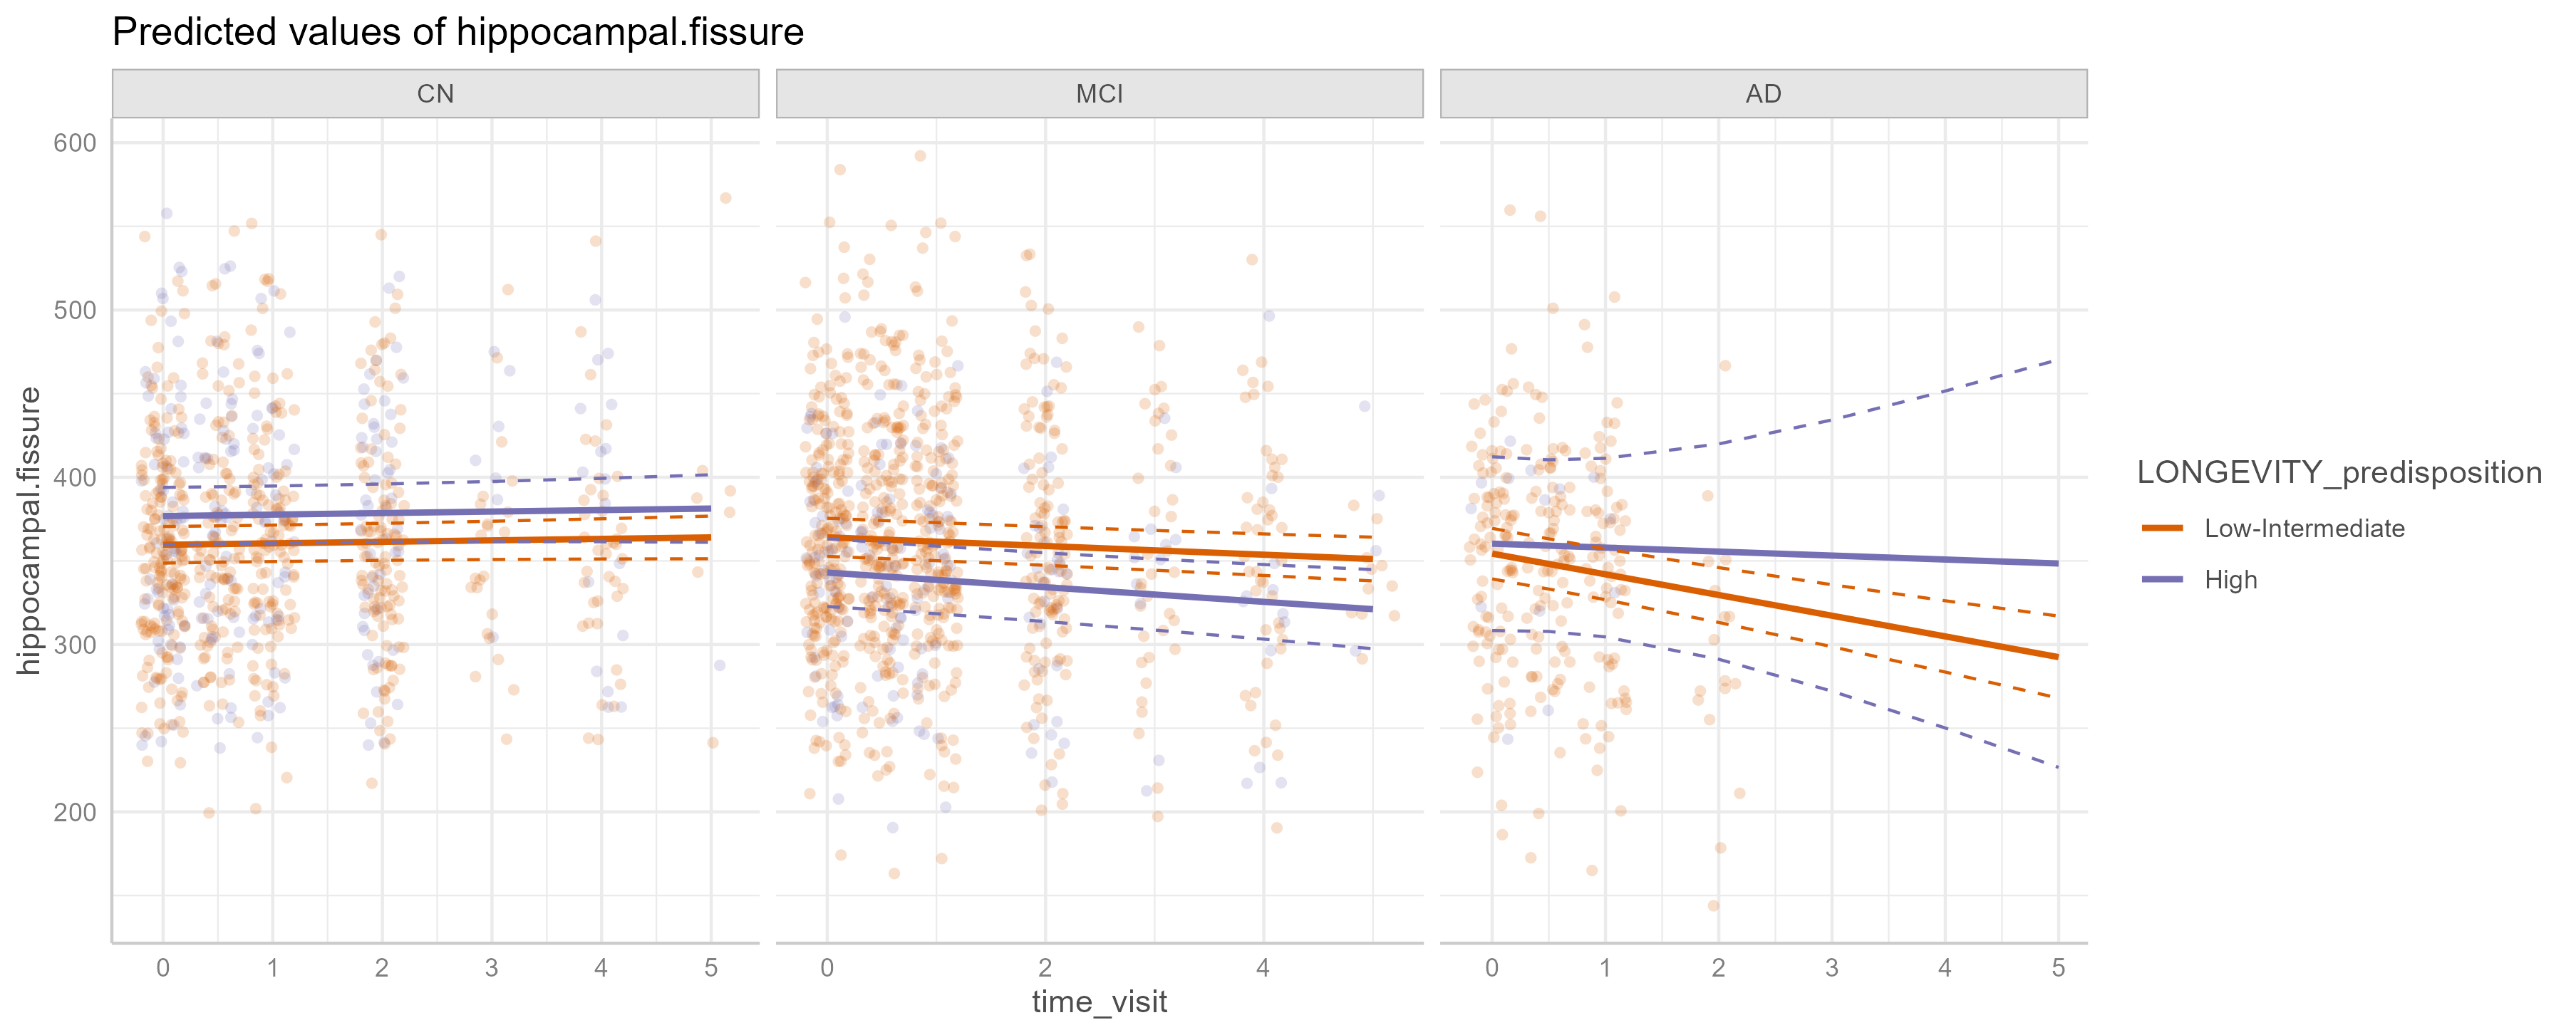 Predicted values of hippocampal.fissure
CN
MCI
AD
600
500
400
300
200
hippocampal.fissure
0 1 2 3 4 5
0 2 4
0 1 2 3 4 5
time_visit
LONGEVITY_predisposition
Low-Intermediate
High